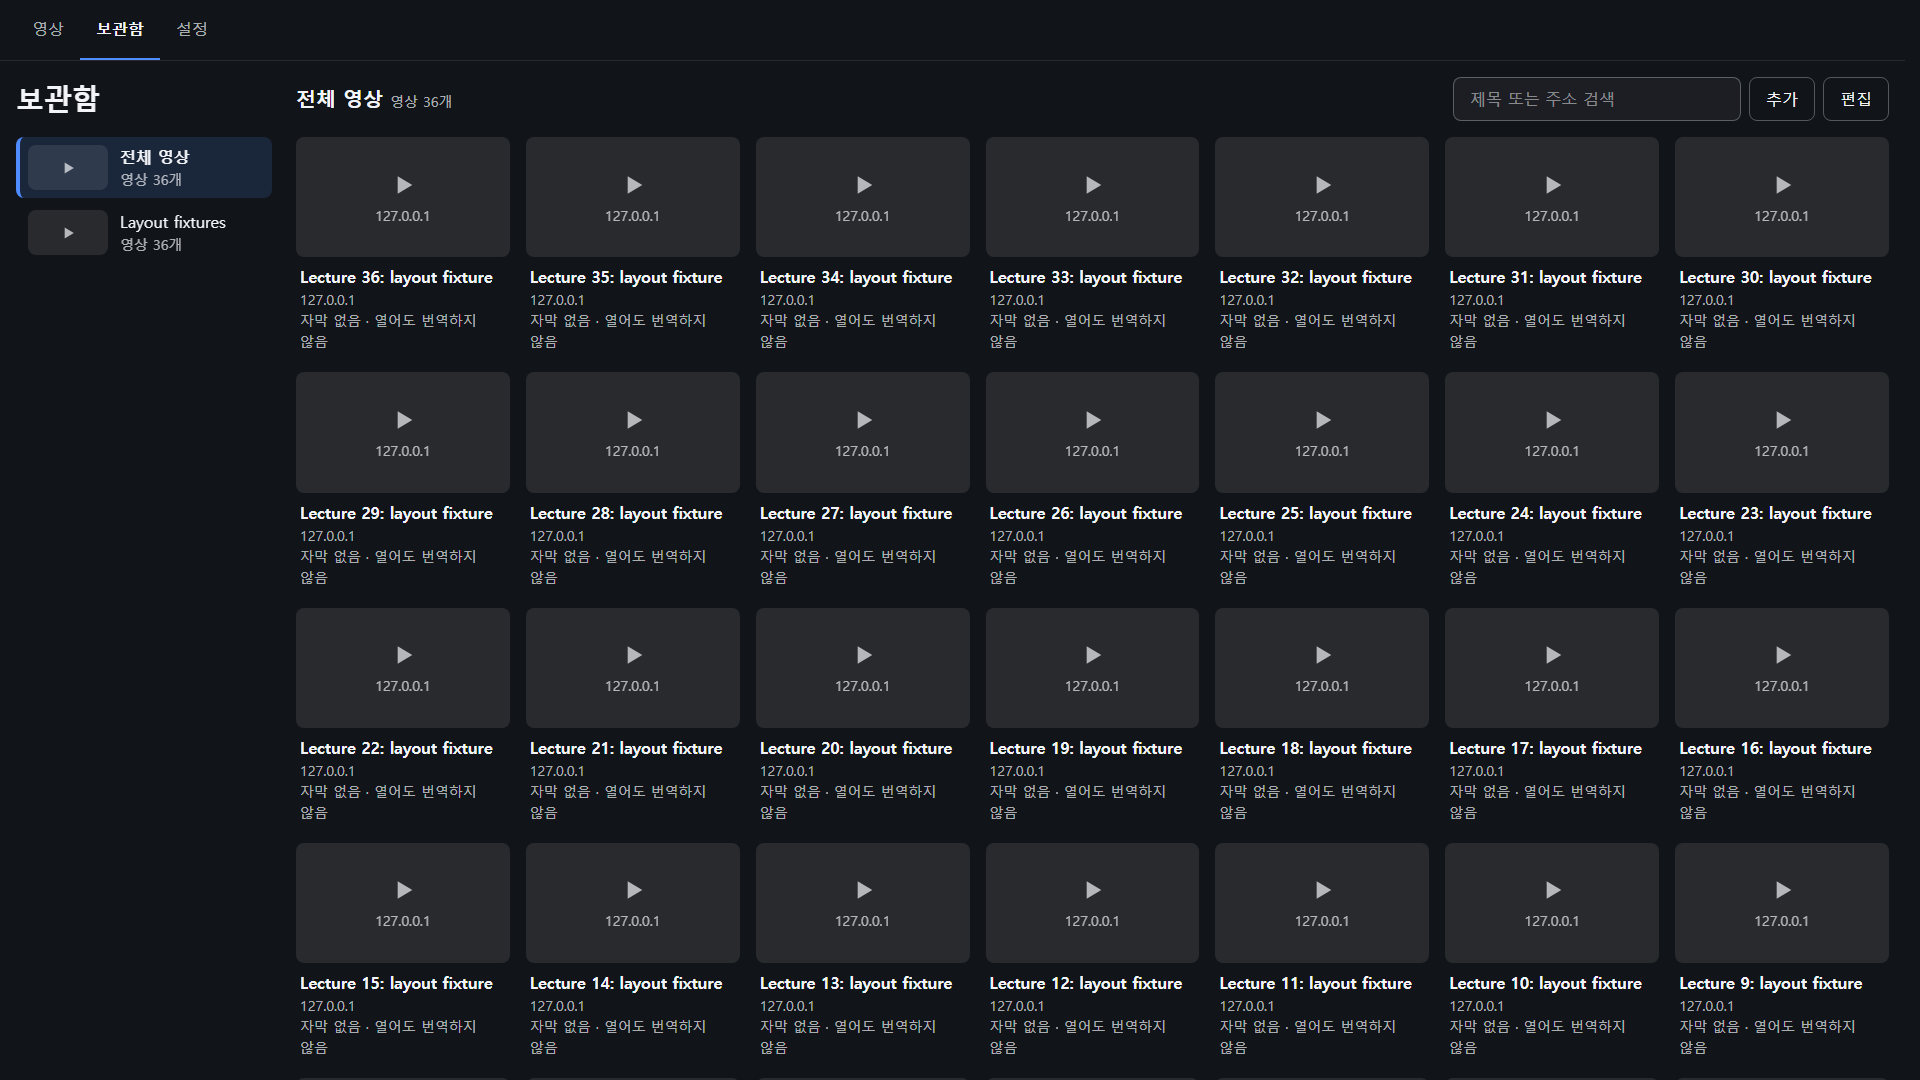 영상
보관함
설정
보관함
전체 영상
영상 36개
Layout fixtures
영상 36개
전체 영상 영상 36개
제목 또는 주소 검색
추가
편집
127.0.0.1
Lecture 36: layout fixture
127.0.0.1
자막 없음 · 열어도 번역하지
않음
127.0.0.1
Lecture 35: layout fixture
127.0.0.1
자막 없음 · 열어도 번역하지
않음
127.0.0.1
Lecture 34: layout fixture
127.0.0.1
자막 없음 · 열어도 번역하지
않음
127.0.0.1
Lecture 33: layout fixture
127.0.0.1
자막 없음 · 열어도 번역하지
않음
127.0.0.1
Lecture 32: layout fixture
127.0.0.1
자막 없음 · 열어도 번역하지
않음
127.0.0.1
Lecture 31: layout fixture
127.0.0.1
자막 없음 · 열어도 번역하지
않음
127.0.0.1
Lecture 30: layout fixture
127.0.0.1
자막 없음 · 열어도 번역하지
않음
127.0.0.1
Lecture 29: layout fixture
127.0.0.1
자막 없음 · 열어도 번역하지
않음
127.0.0.1
Lecture 28: layout fixture
127.0.0.1
자막 없음 · 열어도 번역하지
않음
127.0.0.1
Lecture 27: layout fixture
127.0.0.1
자막 없음 · 열어도 번역하지
않음
127.0.0.1
Lecture 26: layout fixture
127.0.0.1
자막 없음 · 열어도 번역하지
않음
127.0.0.1
Lecture 25: layout fixture
127.0.0.1
자막 없음 · 열어도 번역하지
않음
127.0.0.1
Lecture 24: layout fixture
127.0.0.1
자막 없음 · 열어도 번역하지
않음
127.0.0.1
Lecture 23: layout fixture
127.0.0.1
자막 없음 · 열어도 번역하지
않음
127.0.0.1
Lecture 22: layout fixture
127.0.0.1
자막 없음 · 열어도 번역하지
않음
127.0.0.1
Lecture 21: layout fixture
127.0.0.1
자막 없음 · 열어도 번역하지
않음
127.0.0.1
Lecture 20: layout fixture
127.0.0.1
자막 없음 · 열어도 번역하지
않음
127.0.0.1
Lecture 19: layout fixture
127.0.0.1
자막 없음 · 열어도 번역하지
않음
127.0.0.1
Lecture 18: layout fixture
127.0.0.1
자막 없음 · 열어도 번역하지
않음
127.0.0.1
Lecture 17: layout fixture
127.0.0.1
자막 없음 · 열어도 번역하지
않음
127.0.0.1
Lecture 16: layout fixture
127.0.0.1
자막 없음 · 열어도 번역하지
않음
127.0.0.1
Lecture 15: layout fixture
127.0.0.1
자막 없음 · 열어도 번역하지
않음
127.0.0.1
Lecture 14: layout fixture
127.0.0.1
자막 없음 · 열어도 번역하지
않음
127.0.0.1
Lecture 13: layout fixture
127.0.0.1
자막 없음 · 열어도 번역하지
않음
127.0.0.1
Lecture 12: layout fixture
127.0.0.1
자막 없음 · 열어도 번역하지
않음
127.0.0.1
Lecture 11: layout fixture
127.0.0.1
자막 없음 · 열어도 번역하지
않음
127.0.0.1
Lecture 10: layout fixture
127.0.0.1
자막 없음 · 열어도 번역하지
않음
127.0.0.1
Lecture 9: layout fixture
127.0.0.1
자막 없음 · 열어도 번역하지
않음